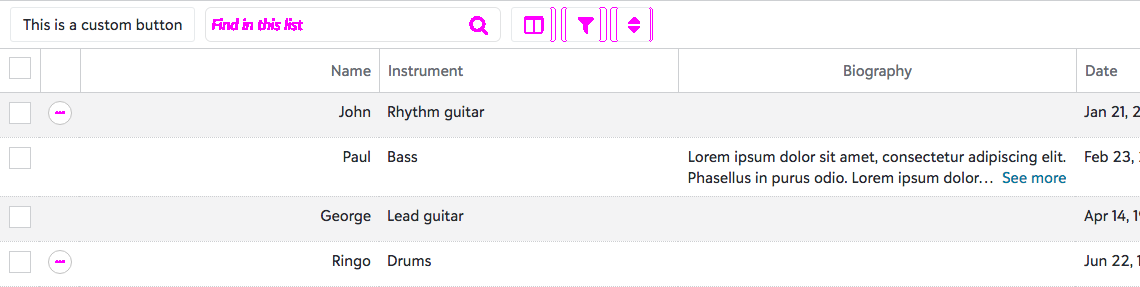 This is a custom button Find in this list
Name Instrument Biography Date
John Rhythm guitar Jan 21, 2
Paul Bass Lorem ipsum dolor sit amet, consectetur adipiscing elit. Feb 23,
Phasellus in purus odio. Lorem ipsum dolor… See more
George Lead guitar Apr 14, 19
Ringo Drums Jun 22, 1